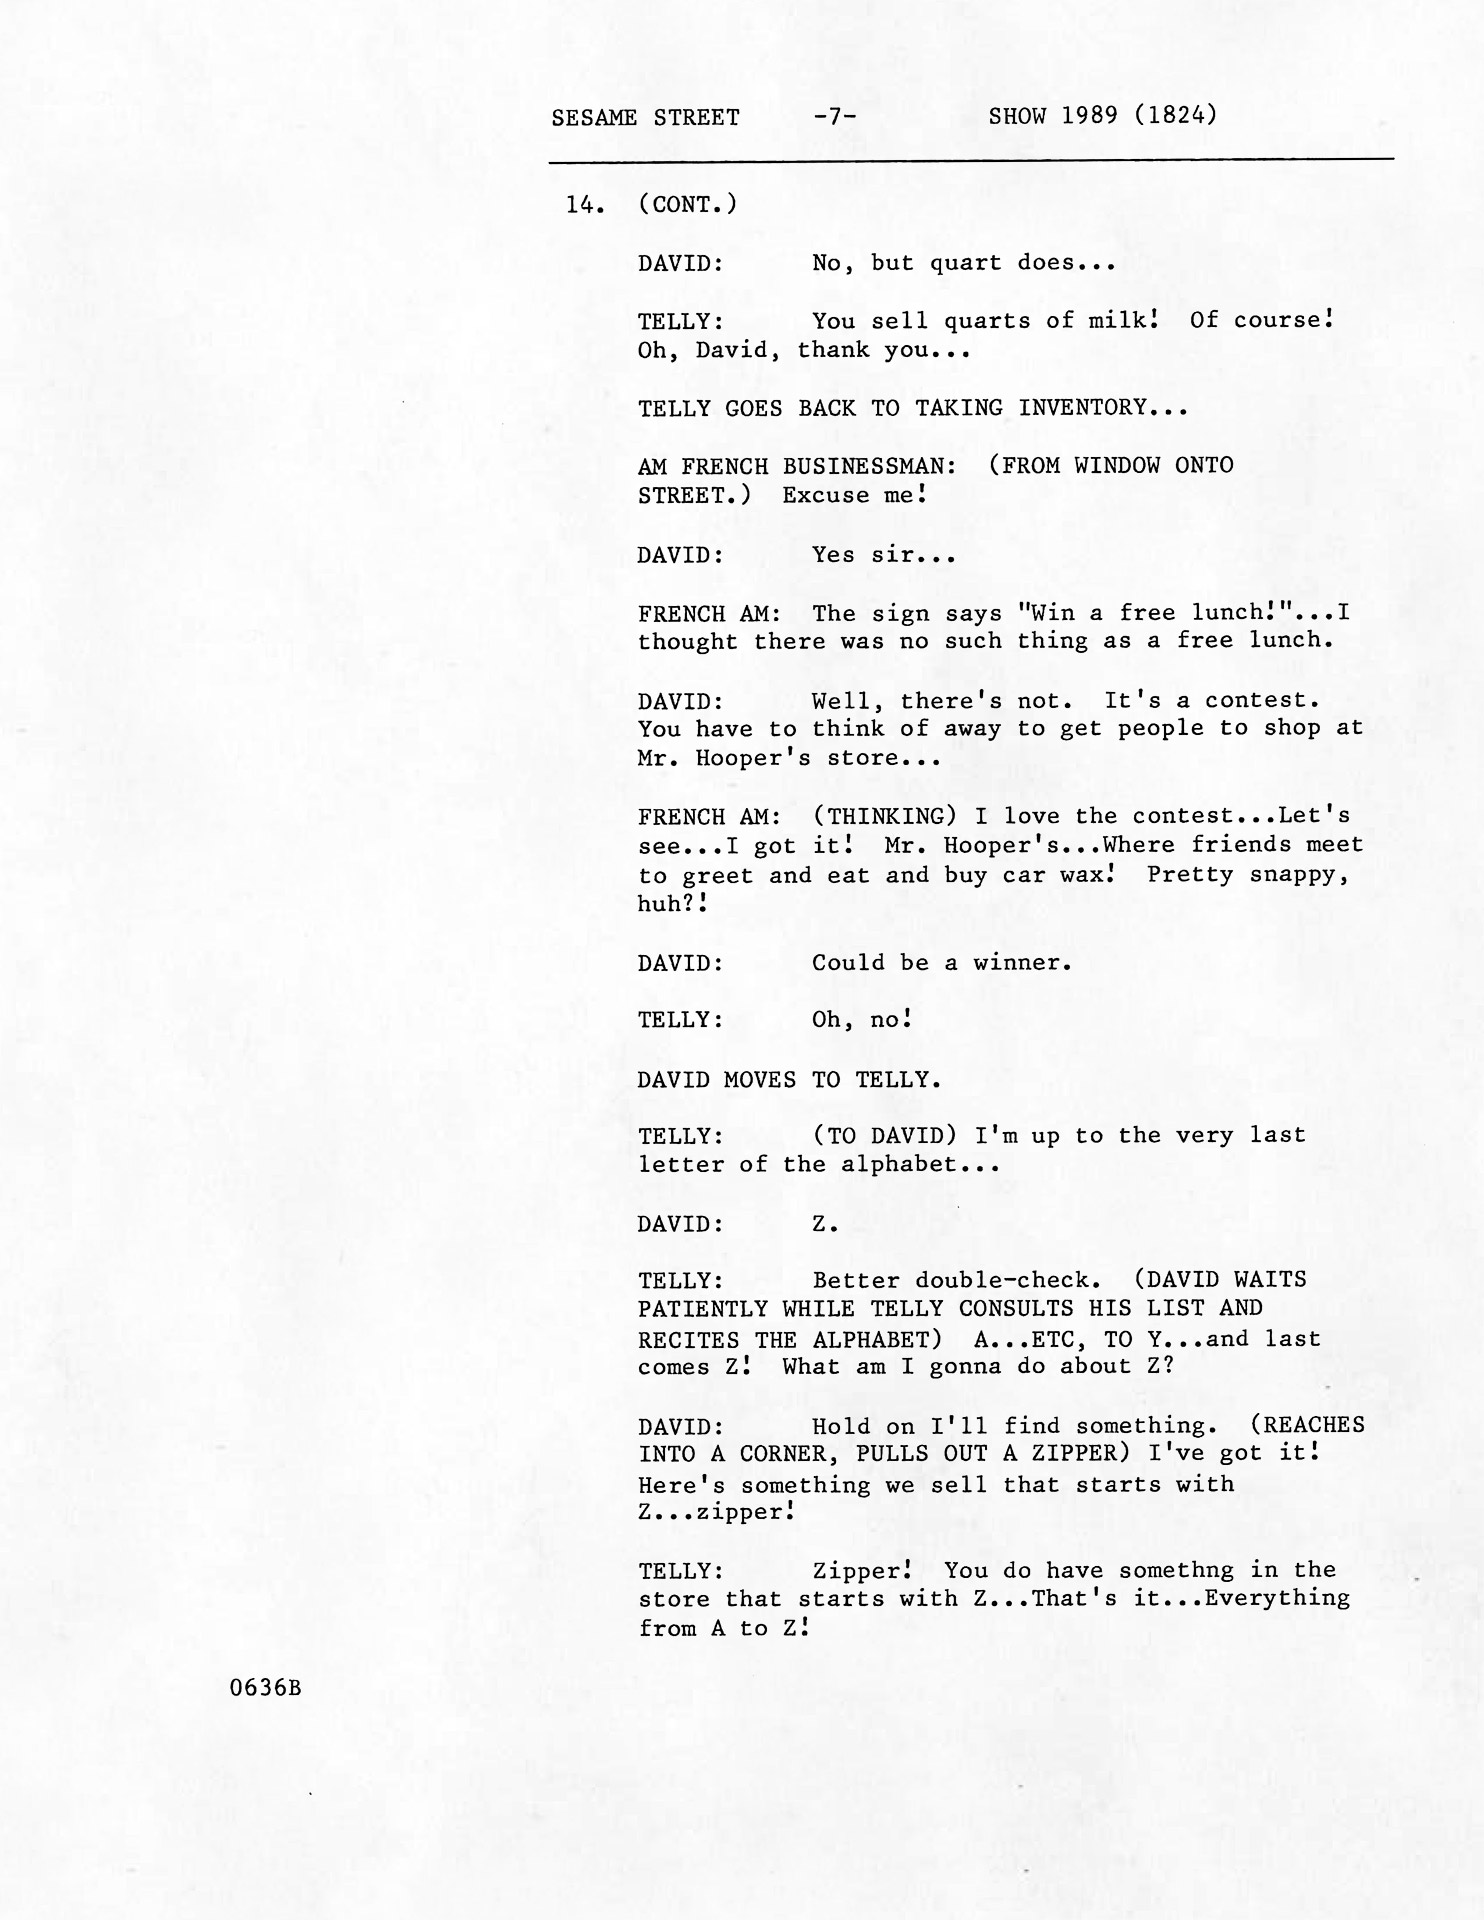 SESAME STREET -7- SHOW 1989 (1824)
14. (CONT.)
DAVID: No, but quart does...
TELLY: You sell quarts of milk! Of course!
Oh, David, thank you...
TELLY GOES BACK TO TAKING INVENTORY...
AM FRENCH BUSINESSMAN: (FROM WINDOW ONTO
STREET.) Excuse me!
DAVID: Yes sir...
FRENCH AM: The sign says "Win a free lunch!"...I
thought there was no such thing as a free lunch.
DAVID: Well, there's not. It's a contest.
You have to think of away to get people to shop at
Mr. Hooper's store...
FRENCH AM: (THINKING) I love the contest...Let's
see...I got it! Mr. Hooper's...Where friends meet
to greet and eat and buy car wax! Pretty snappy,
huh?!
DAVID: Could be a winner.
TELLY: Oh, no!
DAVID MOVES TO TELLY.
TELLY: (TO DAVID) I'm up to the very last
letter of the alphabet...
DAVID: Z.
TELLY: Better double-check. (DAVID WAITS
PATIENTLY WHILE TELLY CONSULTS HIS LIST AND
RECITES THE ALPHABET) A...ETC, TO Y...and last
comes Z! What am I gonna do about Z?
DAVID: Hold on I'll find something. (REACHES
INTO A CORNER, PULLS OUT A ZIPPER) I've got it!
Here's something we sell that starts with
Z...zipper!
TELLY: Zipper! You do have somethng in the
store that starts with Z...That's it...Everything
from A to Z!
0636B